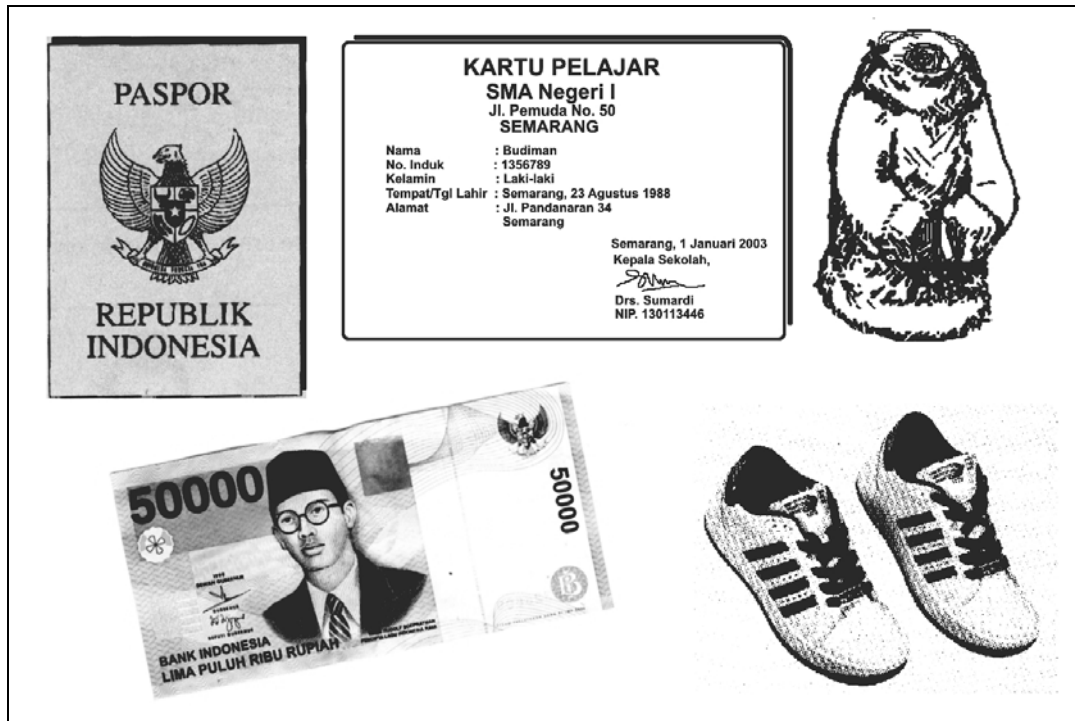 PASPOR
REPUBLIK
INDONESIA
KARTU PELAJAR
SMA Negeri I
Jl. Pemuda No. 50
SEMARANG
Nama : Budiman
No. Induk : 1356789
Kelamin : Laki-laki
Tempat/Tgl Lahir : Semarang, 23 Agustus 1988
Alamat : Jl. Pandanaran 34
Semarang
Semarang, 1 Januari 2003
Kepala Sekolah,
Drs. Sumardi
NIP. 130113446
50000
50000
BANK INDONESIA
LIMA PULUH RIBU RUPIAH